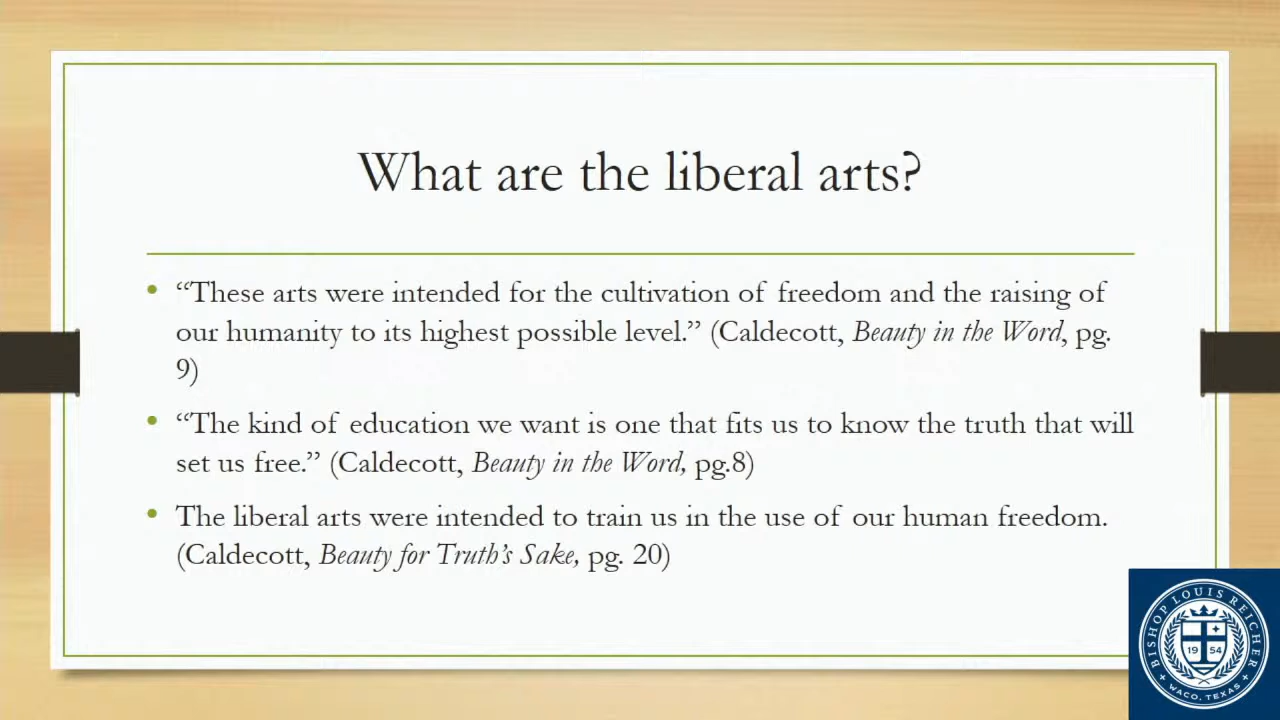 What are the liberal arts?
• “These arts were intended for the cultivation of freedom and the raising of
our humanity to its highest possible level.” (Caldecott, Beauty in the Word, pg.
9)
• “The kind of education we want is one that fits us to know the truth that will
set us free.” (Caldecott, Beauty in the Word, pg.8)
• The liberal arts were intended to train us in the use of our human freedom.
(Caldecott, Beauty for Truth’s Sake, pg. 20)
BISHOP LOUIS REICHER
19 54
WACO, TEXAS